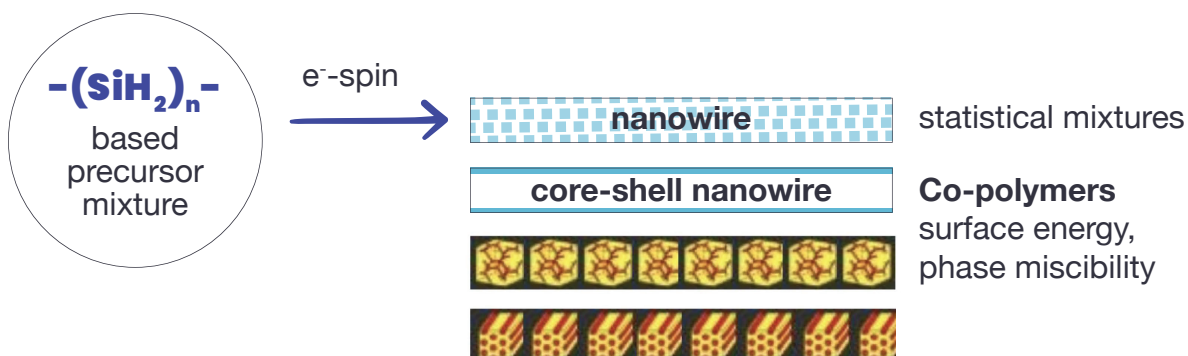 -(SiH₂)ₙ-
based
precursor
mixture
e⁻-spin
nanowire
statistical mixtures
core-shell nanowire
Co-polymers
surface energy,
phase miscibility